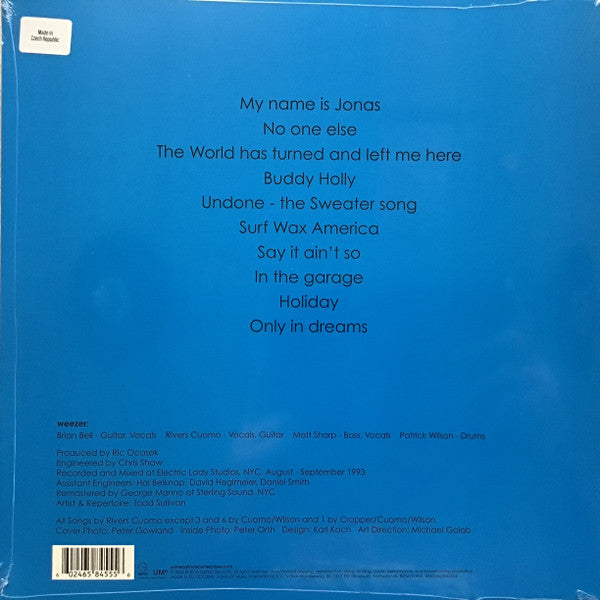 Made in
Czech Republic
My name is Jonas
No one else
The World has turned and left me here
Buddy Holly
Undone - the Sweater song
Surf Wax America
Say it ain't so
In the garage
Holiday
Only in dreams
weezer:
Brian Bell - Guitar, Vocals Rivers Cuomo - Vocals, Guitar Matt Sharp - Bass, Vocals Patrick Wilson - Drums
Produced by Ric Ocasek
Engineered by Chris Shaw
Recorded and Mixed at Electric Lady Studios, NYC, August - September 1993
Assistant Engineers: Hal Belknap, David Heglmeier, Daniel Smith
Remastered by George Marino at Sterling Sound, NYC
Artist & Repertoire: Todd Sullivan
All Songs by Rivers Cuomo except 3 and 6 by Cuomo/Wilson and 1 by Cropper/Cuomo/Wilson
Cover Photo: Peter Gowland Inside Photo: Peter Orth Design: Karl Koch Art Direction: Michael Golob
6 02465 84555 6